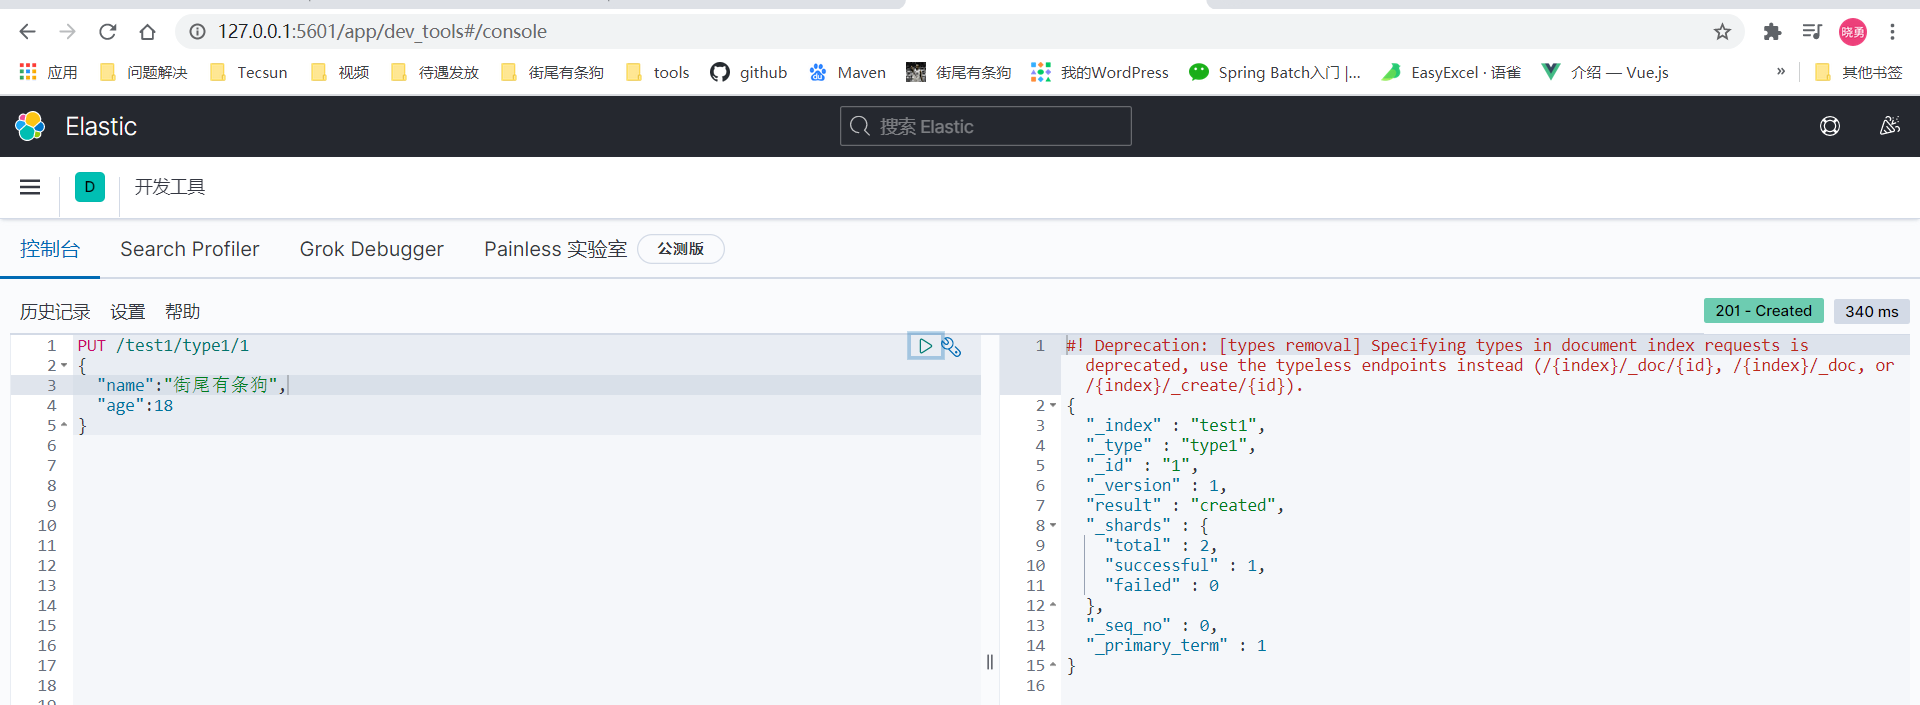 127.0.0.1:5601/app/dev_tools#/console
晓勇
应用 问题解决 Tecsun 视频 待遇发放 街尾有条狗 tools github Maven 街尾有条狗 我的WordPress Spring Batch入门 |... EasyExcel · 语雀 介绍 — Vue.js » 其他书签
Elastic 搜索 Elastic
D 开发工具
控制台 Search Profiler Grok Debugger Painless 实验室 公测版
历史记录 设置 帮助 201 - Created 340 ms
1 PUT /test1/type1/1
2 {
3 "name":"街尾有条狗",
4 "age":18
5 }
6
7
8
9
10
11
12
13
14
15
16
17
18
1 #! Deprecation: [types removal] Specifying types in document index requests is
deprecated, use the typeless endpoints instead (/{index}/_doc/{id}, /{index}/_doc, or
/{index}/_create/{id}).
2 {
3 "_index" : "test1",
4 "_type" : "type1",
5 "_id" : "1",
6 "_version" : 1,
7 "result" : "created",
8 "_shards" : {
9 "total" : 2,
10 "successful" : 1,
11 "failed" : 0
12 },
13 "_seq_no" : 0,
14 "_primary_term" : 1
15 }
16